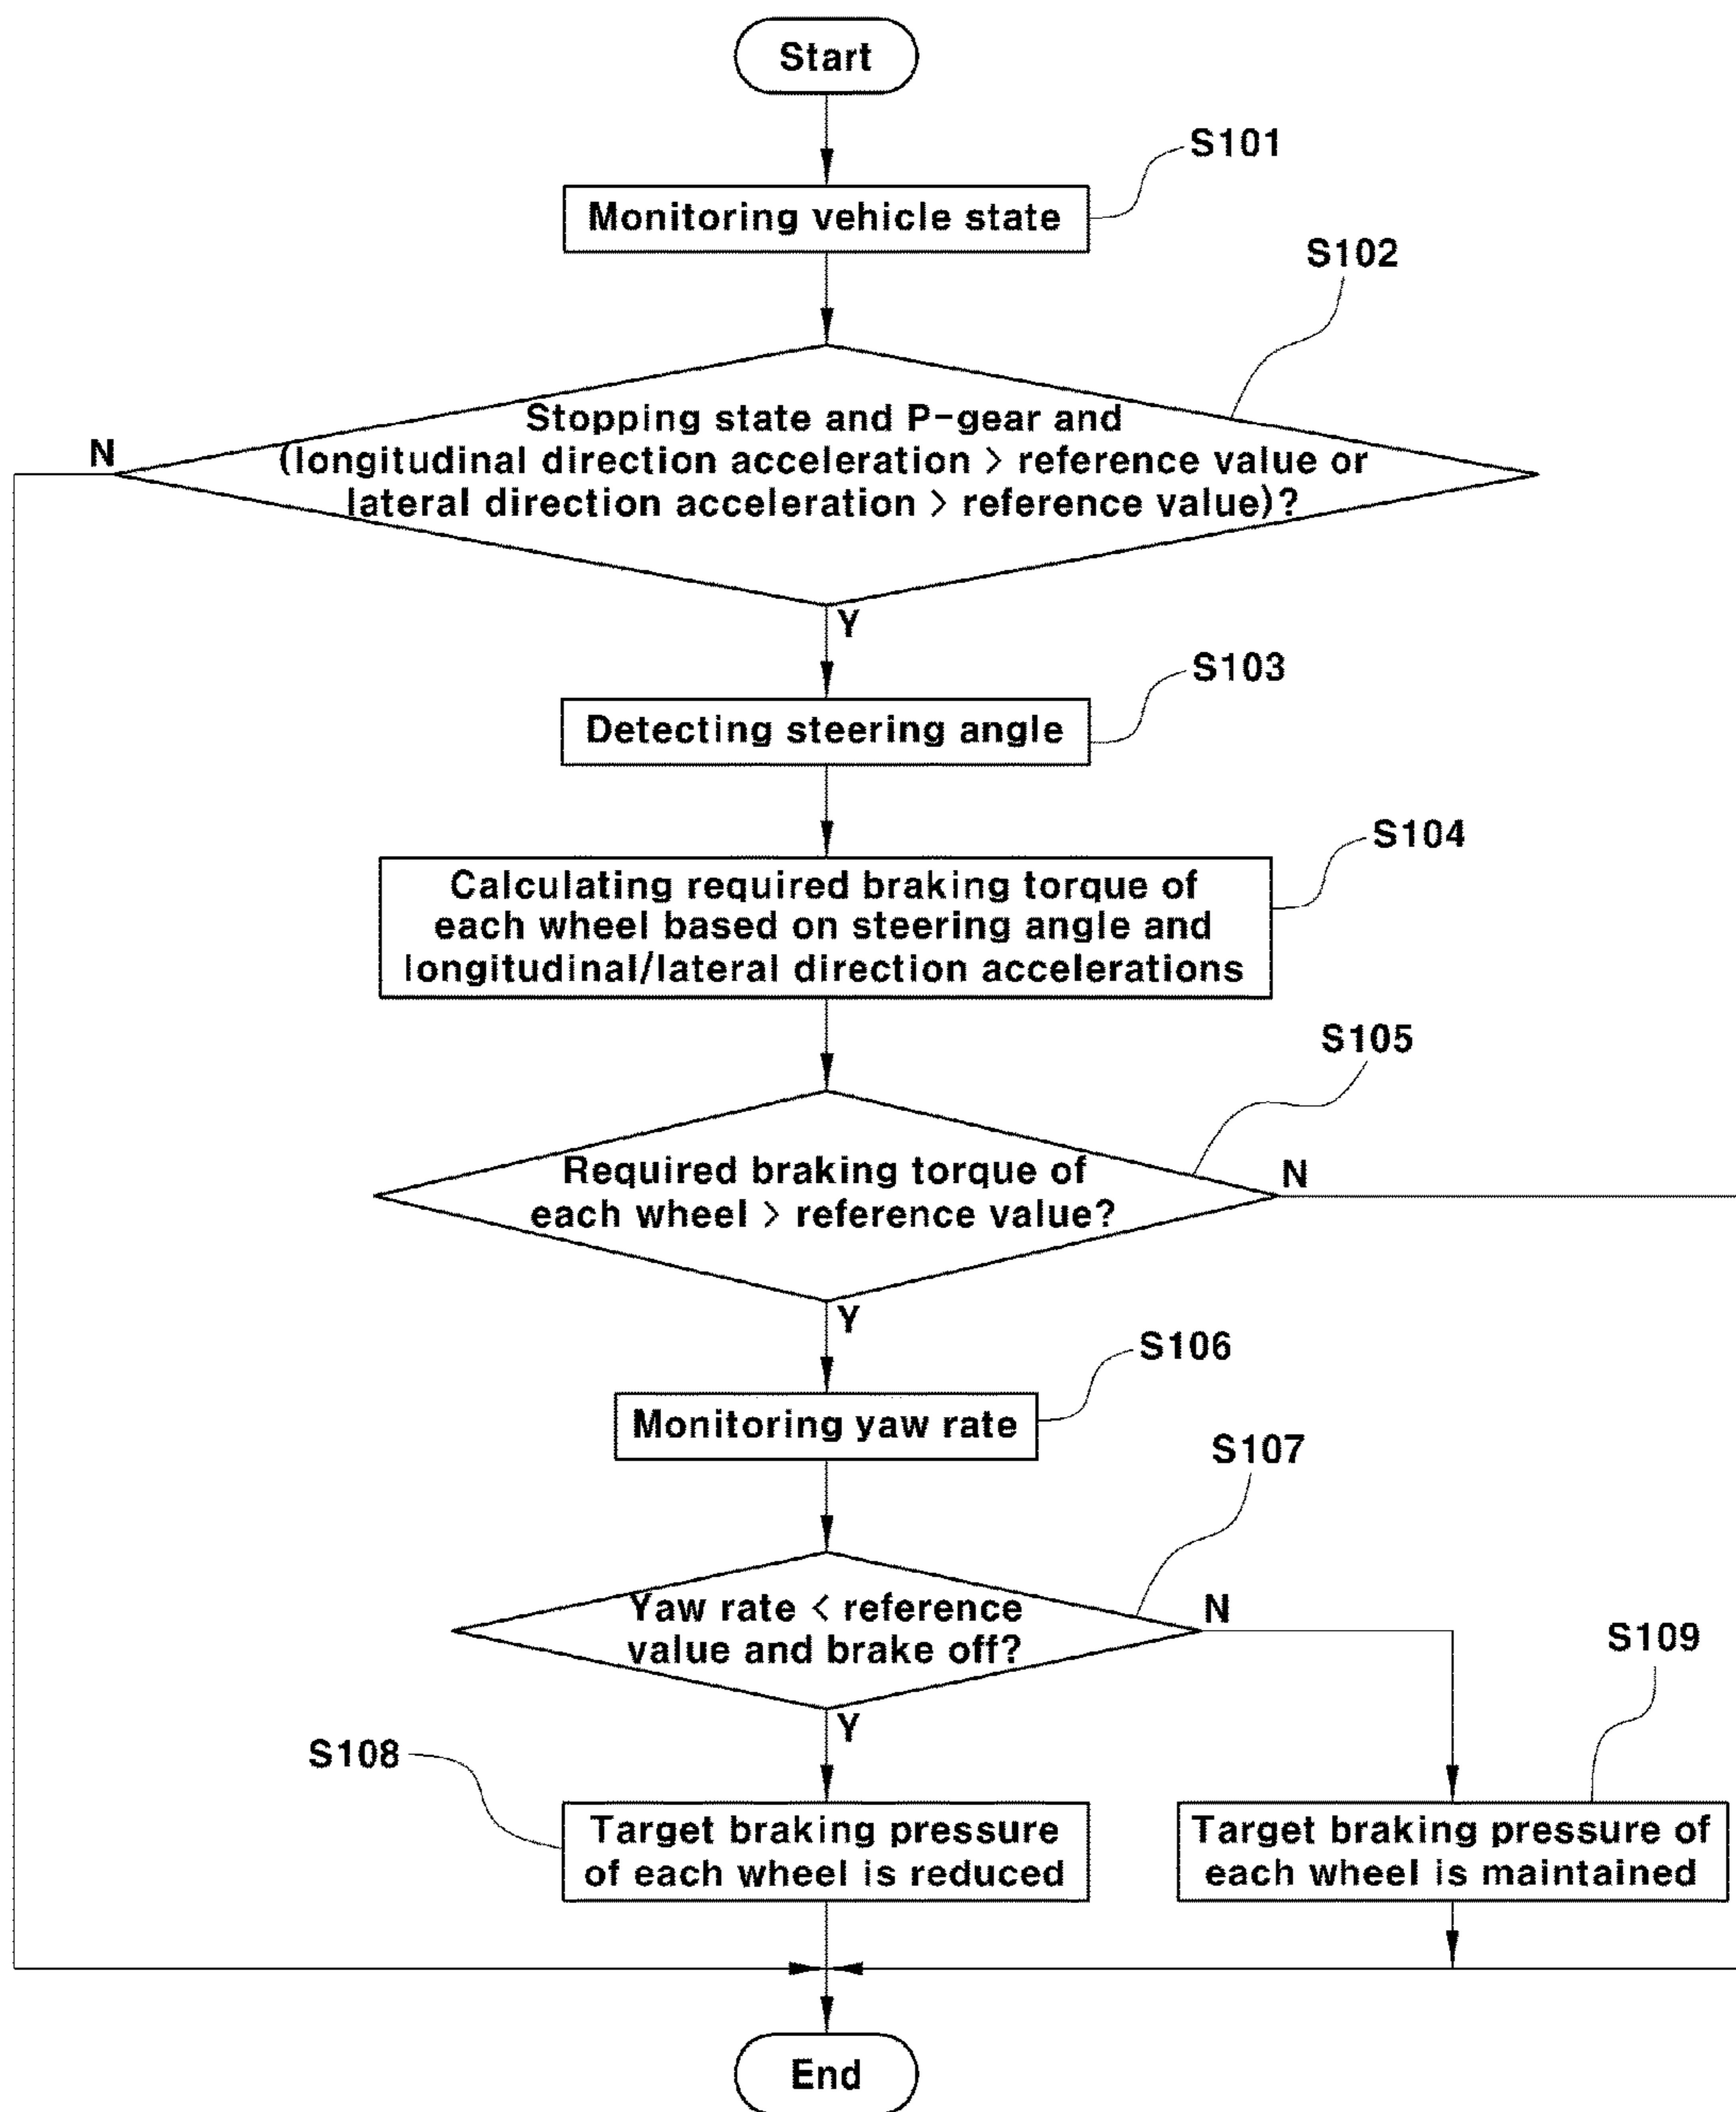 Start
S101
Monitoring vehicle state
S102
Stopping state and P-gear and
(longitudinal direction acceleration > reference value or
lateral direction acceleration > reference value)?
N
Y
S103
Detecting steering angle
S104
Calculating required braking torque of
each wheel based on steering angle and
longitudinal/lateral direction accelerations
S105
Required braking torque of
each wheel > reference value?
N
Y
S106
Monitoring yaw rate
S107
Yaw rate < reference
value and brake off?
N
Y
S108
Target braking pressure
of each wheel is reduced
S109
Target braking pressure of
each wheel is maintained
End